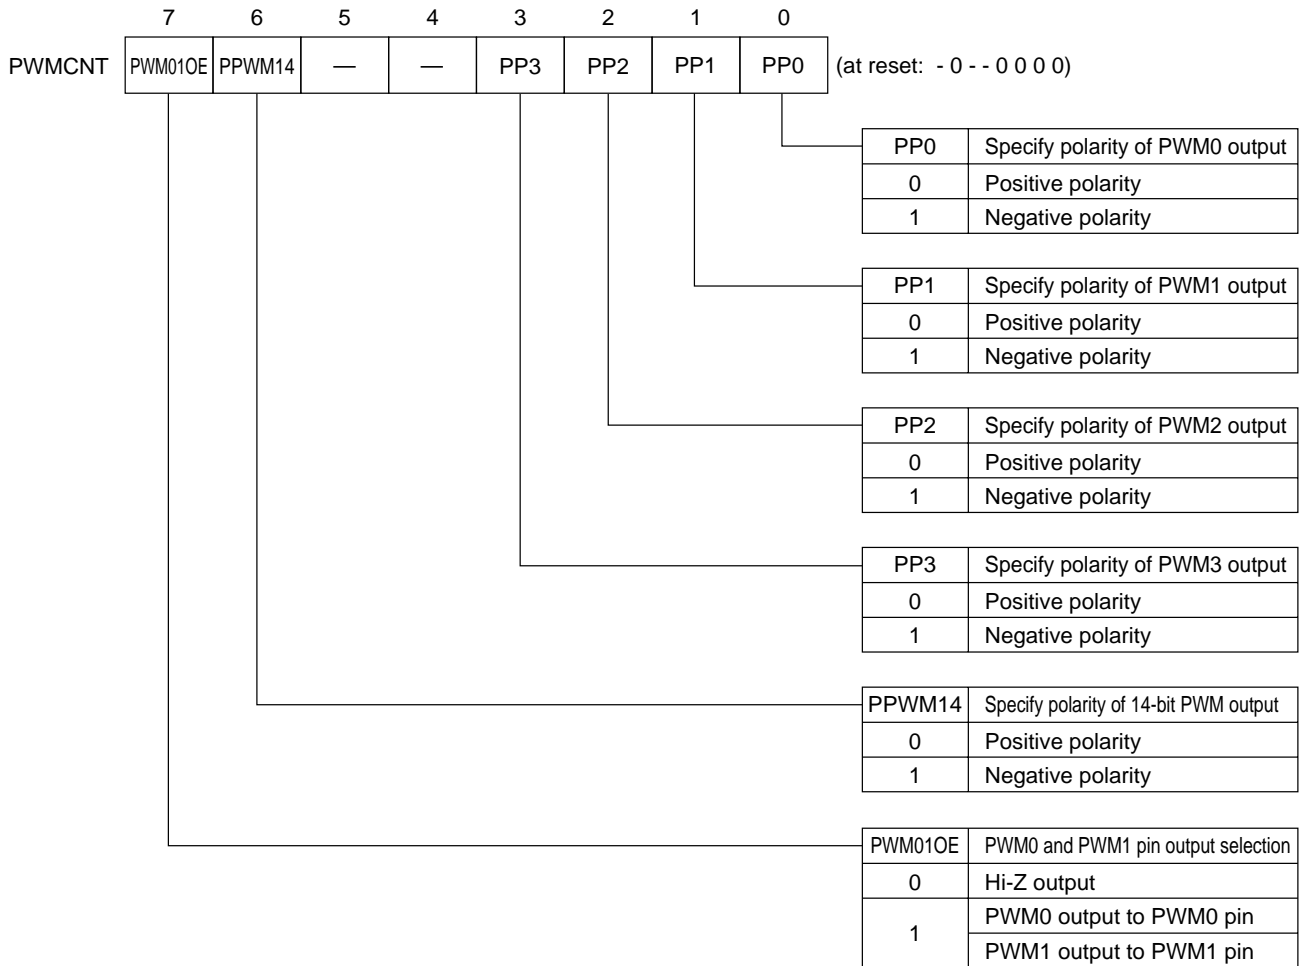 7 6 5 4 3 2 1 0
PWMCNT PWM01OE PPWM14 — — PP3 PP2 PP1 PP0 (at reset: - 0 - - 0 0 0 0)
PP0 Specify polarity of PWM0 output
0 Positive polarity
1 Negative polarity
PP1 Specify polarity of PWM1 output
0 Positive polarity
1 Negative polarity
PP2 Specify polarity of PWM2 output
0 Positive polarity
1 Negative polarity
PP3 Specify polarity of PWM3 output
0 Positive polarity
1 Negative polarity
PPWM14 Specify polarity of 14-bit PWM output
0 Positive polarity
1 Negative polarity
PWM01OE PWM0 and PWM1 pin output selection
0 Hi-Z output
1 PWM0 output to PWM0 pin
PWM1 output to PWM1 pin